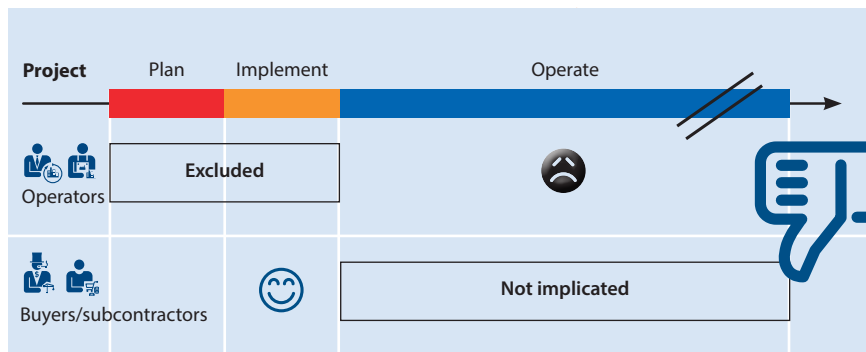 Project Plan Implement Operate
Excluded
Operators
Not implicated
Buyers/subcontractors